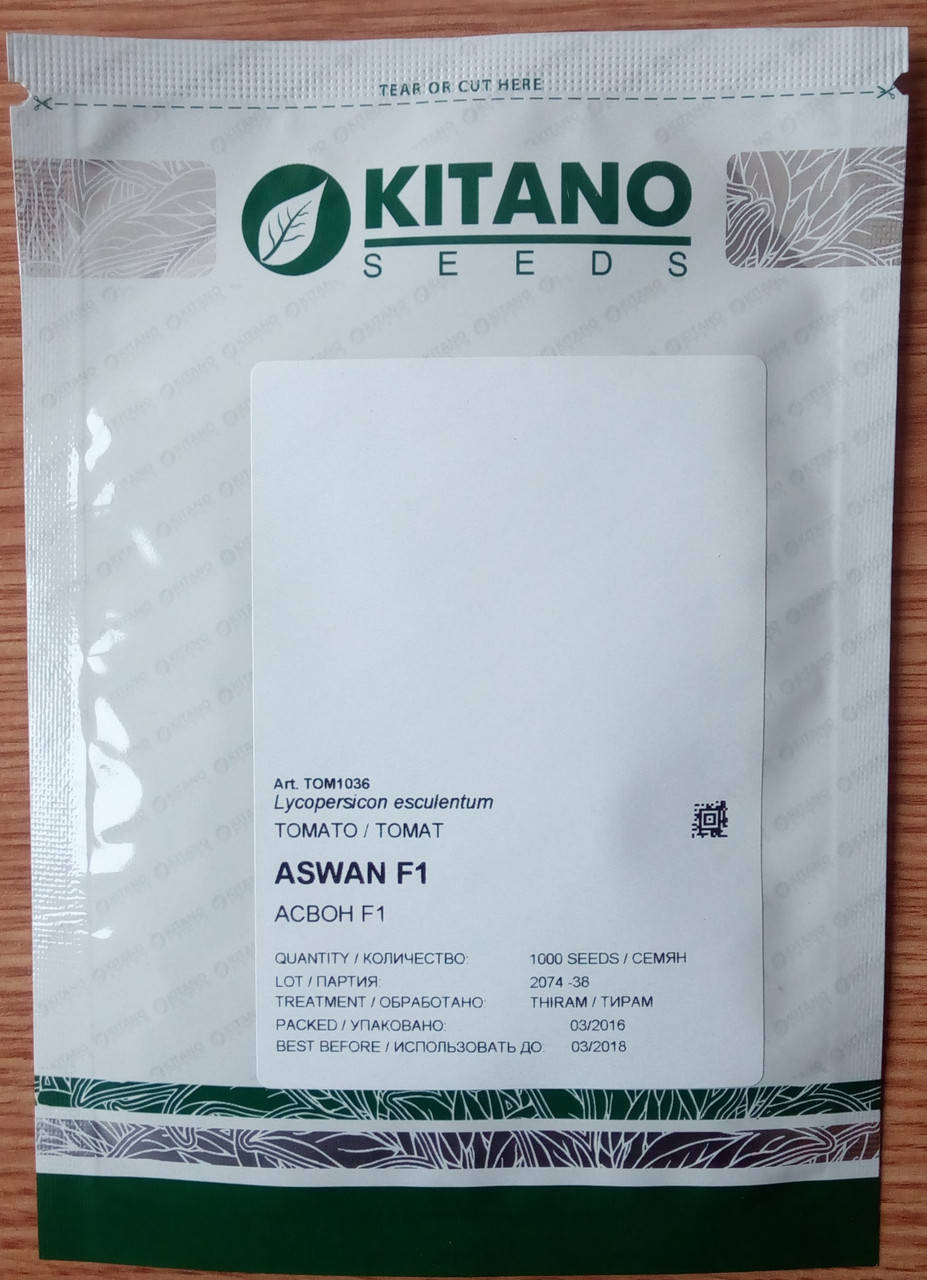 TEAR OR CUT HERE
KITANO
SEEDS
Art. TOM1036
Lycopersicon esculentum
TOMATO / ТОМАТ
ASWAN F1
АСВОН F1
QUANTITY / КОЛИЧЕСТВО: 1000 SEEDS / СЕМЯН
LOT / ПАРТИЯ: 2074 -38
TREATMENT / ОБРАБОТАНО: THIRAM / ТИРАМ
PACKED / УПАКОВАНО: 03/2016
BEST BEFORE / ИСПОЛЬЗОВАТЬ ДО: 03/2018